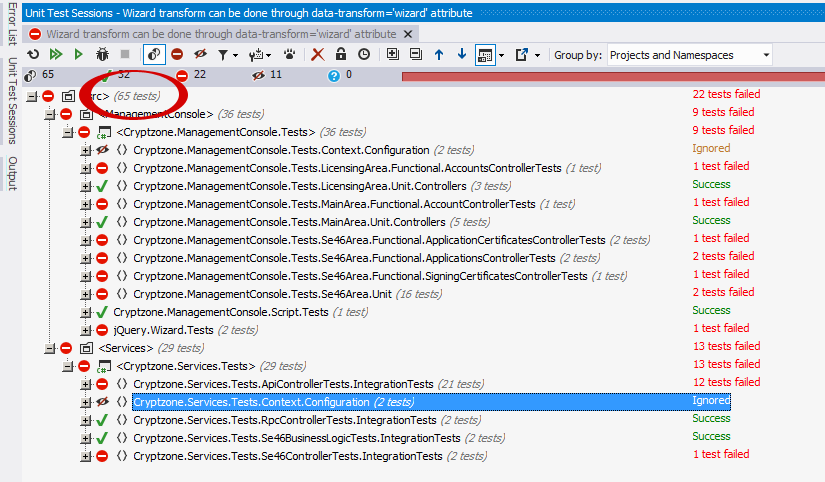 Unit Test Sessions - Wizard transform can be done through data-transform='wizard' attribute
Error List
Unit Test Sessions
Output
Wizard transform can be done through data-transform='wizard' attribute
Group by: Projects and Namespaces
65 32 22 11 0
src> (65 tests) 22 tests failed
<ManagementConsole> (36 tests) 9 tests failed
<Cryptzone.ManagementConsole.Tests> (36 tests) 9 tests failed
Cryptzone.ManagementConsole.Tests.Context.Configuration (2 tests) Ignored
Cryptzone.ManagementConsole.Tests.LicensingArea.Functional.AccountsControllerTests (1 test) 1 test failed
Cryptzone.ManagementConsole.Tests.LicensingArea.Unit.Controllers (3 tests) Success
Cryptzone.ManagementConsole.Tests.MainArea.Functional.AccountControllerTests (1 test) 1 test failed
Cryptzone.ManagementConsole.Tests.MainArea.Unit.Controllers (5 tests) Success
Cryptzone.ManagementConsole.Tests.Se46Area.Functional.ApplicationCertificatesControllerTests (2 tests) 1 test failed
Cryptzone.ManagementConsole.Tests.Se46Area.Functional.ApplicationsControllerTests (2 tests) 2 tests failed
Cryptzone.ManagementConsole.Tests.Se46Area.Functional.SigningCertificatesControllerTests (1 test) 1 test failed
Cryptzone.ManagementConsole.Tests.Se46Area.Unit (16 tests) 2 tests failed
Cryptzone.ManagementConsole.Script.Tests (1 test) Success
jQuery.Wizard.Tests (2 tests) 1 test failed
<Services> (29 tests) 13 tests failed
<Cryptzone.Services.Tests> (29 tests) 13 tests failed
Cryptzone.Services.Tests.ApiControllerTests.IntegrationTests (21 tests) 12 tests failed
Cryptzone.Services.Tests.Context.Configuration (2 tests) Ignored
Cryptzone.Services.Tests.RpcControllerTests.IntegrationTests (2 tests) Success
Cryptzone.Services.Tests.Se46BusinessLogicTests.IntegrationTests (2 tests) Success
Cryptzone.Services.Tests.Se46ControllerTests.IntegrationTests (2 tests) 1 test failed